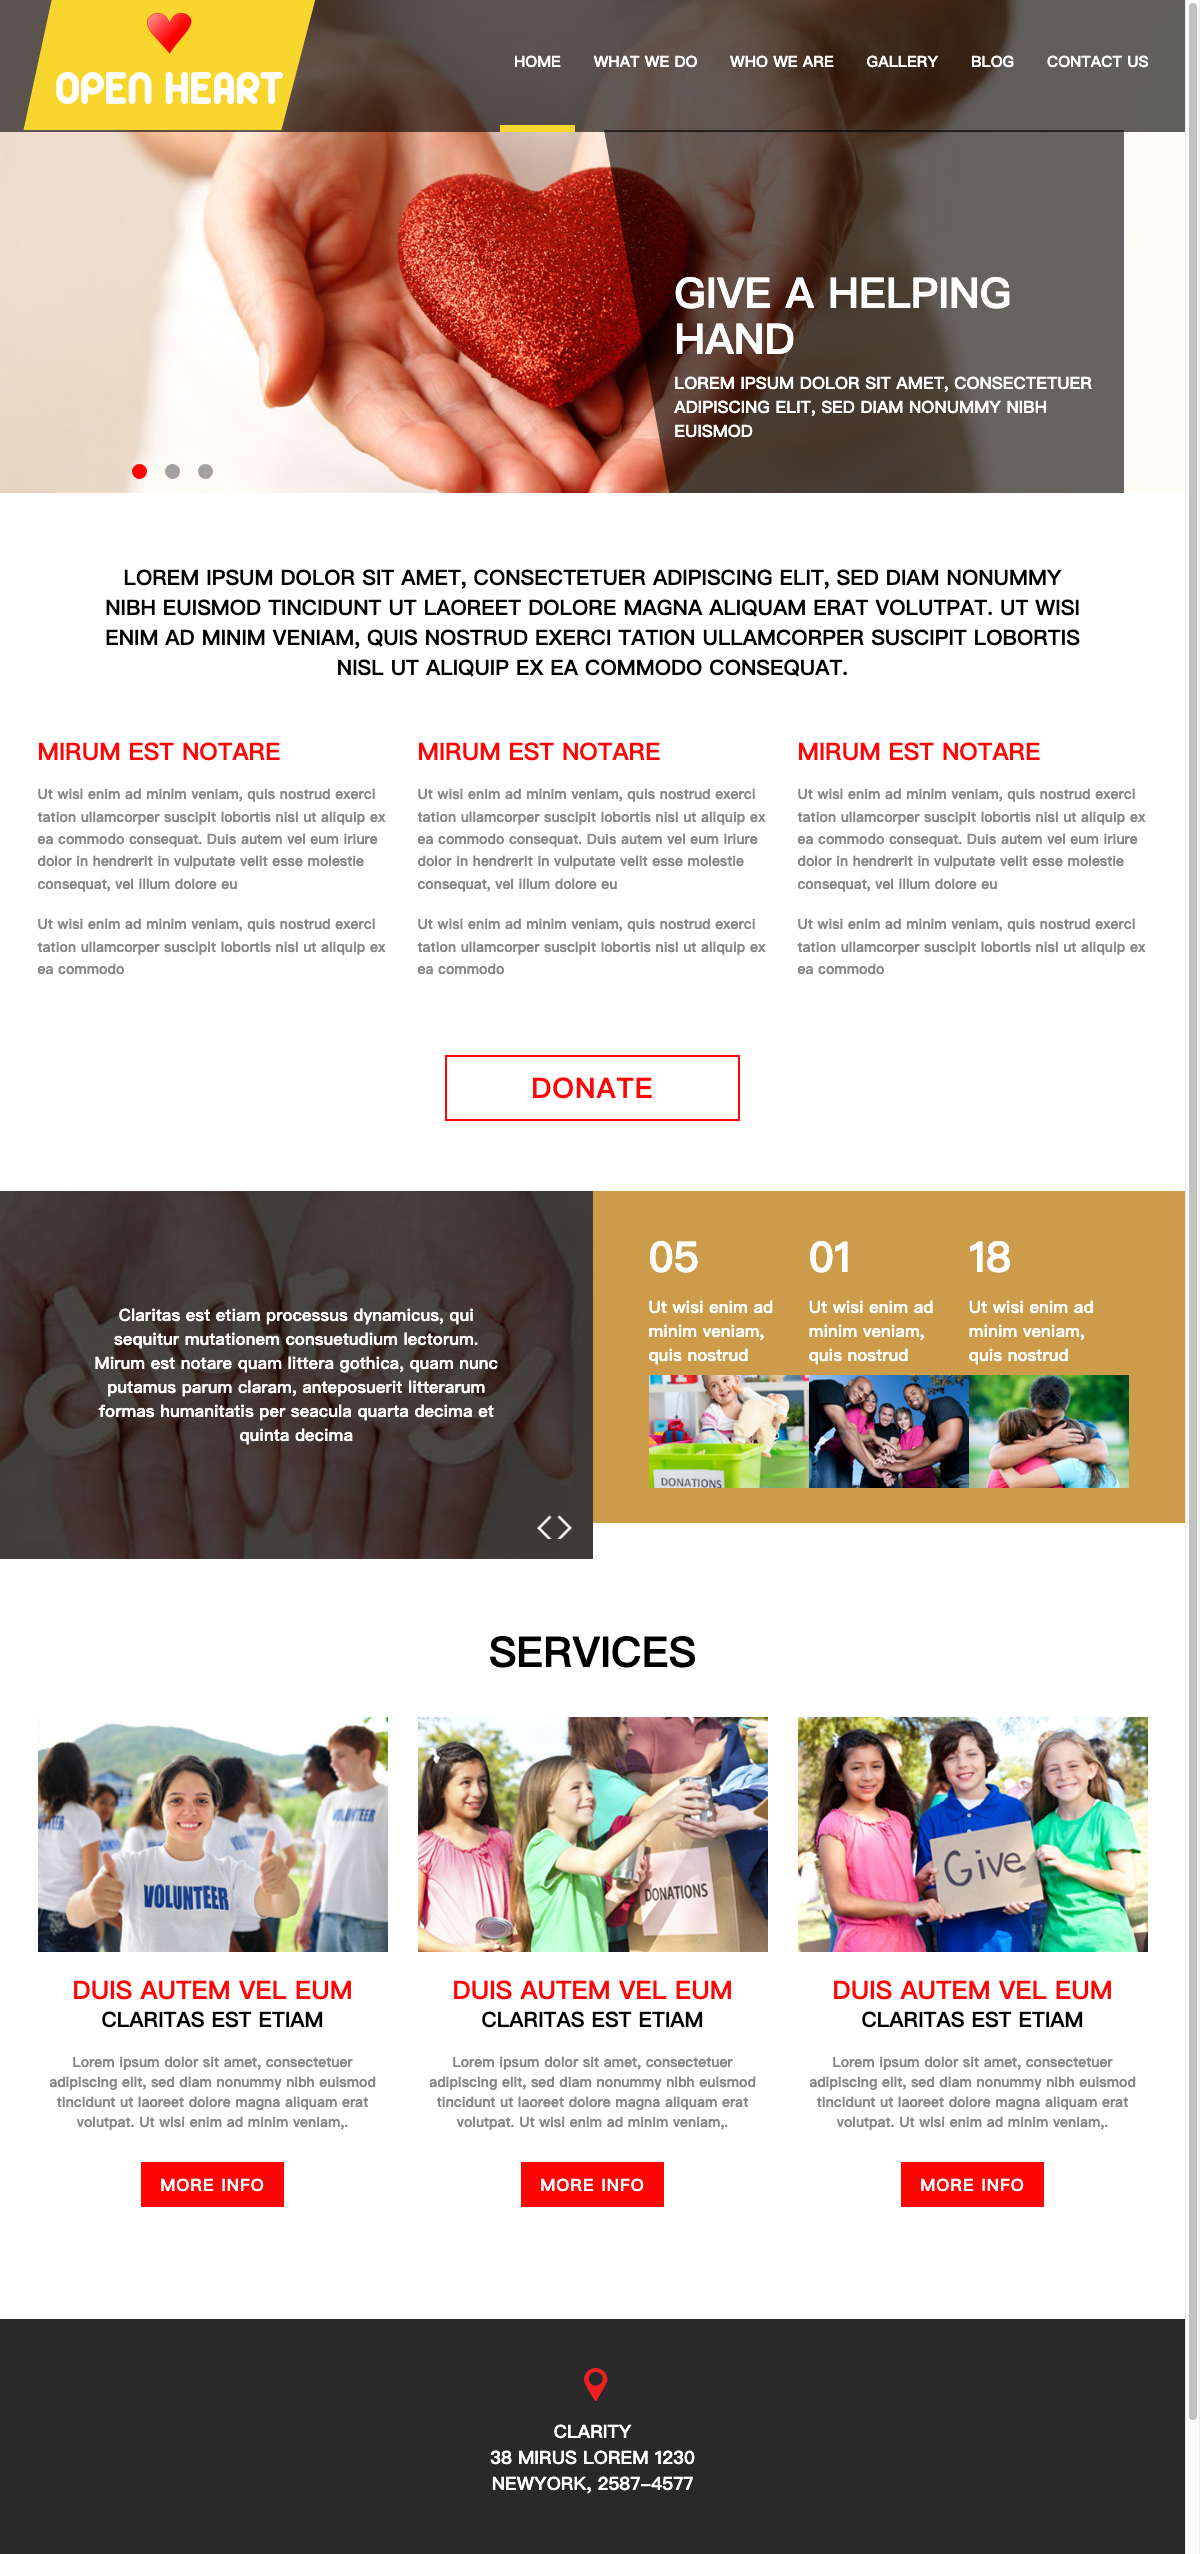 OPEN HEART
HOME WHAT WE DO WHO WE ARE GALLERY BLOG CONTACT US
GIVE A HELPING
HAND
LOREM IPSUM DOLOR SIT AMET, CONSECTETUER
ADIPISCING ELIT, SED DIAM NONUMMY NIBH
EUISMOD
LOREM IPSUM DOLOR SIT AMET, CONSECTETUER ADIPISCING ELIT, SED DIAM NONUMMY
NIBH EUISMOD TINCIDUNT UT LAOREET DOLORE MAGNA ALIQUAM ERAT VOLUTPAT. UT WISI
ENIM AD MINIM VENIAM, QUIS NOSTRUD EXERCI TATION ULLAMCORPER SUSCIPIT LOBORTIS
NISL UT ALIQUIP EX EA COMMODO CONSEQUAT.
MIRUM EST NOTARE
Ut wisi enim ad minim veniam, quis nostrud exerci
tation ullamcorper suscipit lobortis nisl ut aliquip ex
ea commodo consequat. Duis autem vel eum iriure
dolor in hendrerit in vulputate velit esse molestie
consequat, vel illum dolore eu
Ut wisi enim ad minim veniam, quis nostrud exerci
tation ullamcorper suscipit lobortis nisl ut aliquip ex
ea commodo
MIRUM EST NOTARE
Ut wisi enim ad minim veniam, quis nostrud exerci
tation ullamcorper suscipit lobortis nisl ut aliquip ex
ea commodo consequat. Duis autem vel eum iriure
dolor in hendrerit in vulputate velit esse molestie
consequat, vel illum dolore eu
Ut wisi enim ad minim veniam, quis nostrud exerci
tation ullamcorper suscipit lobortis nisl ut aliquip ex
ea commodo
MIRUM EST NOTARE
Ut wisi enim ad minim veniam, quis nostrud exerci
tation ullamcorper suscipit lobortis nisl ut aliquip ex
ea commodo consequat. Duis autem vel eum iriure
dolor in hendrerit in vulputate velit esse molestie
consequat, vel illum dolore eu
Ut wisi enim ad minim veniam, quis nostrud exerci
tation ullamcorper suscipit lobortis nisl ut aliquip ex
ea commodo
DONATE
Claritas est etiam processus dynamicus, qui
sequitur mutationem consuetudium lectorum.
Mirum est notare quam littera gothica, quam nunc
putamus parum claram, anteposuerit litterarum
formas humanitatis per seacula quarta decima et
quinta decima
05
Ut wisi enim ad
minim veniam,
quis nostrud
DONATIONS
01
Ut wisi enim ad
minim veniam,
quis nostrud
18
Ut wisi enim ad
minim veniam,
quis nostrud
SERVICES
VOLUNTEER
VOLUNTEER
DUIS AUTEM VEL EUM
CLARITAS EST ETIAM
Lorem ipsum dolor sit amet, consectetuer
adipiscing elit, sed diam nonummy nibh euismod
tincidunt ut laoreet dolore magna aliquam erat
volutpat. Ut wisi enim ad minim veniam,.
MORE INFO
DONATIONS
DUIS AUTEM VEL EUM
CLARITAS EST ETIAM
Lorem ipsum dolor sit amet, consectetuer
adipiscing elit, sed diam nonummy nibh euismod
tincidunt ut laoreet dolore magna aliquam erat
volutpat. Ut wisi enim ad minim veniam,.
MORE INFO
Give
DUIS AUTEM VEL EUM
CLARITAS EST ETIAM
Lorem ipsum dolor sit amet, consectetuer
adipiscing elit, sed diam nonummy nibh euismod
tincidunt ut laoreet dolore magna aliquam erat
volutpat. Ut wisi enim ad minim veniam,.
MORE INFO
CLARITY
38 MIRUS LOREM 1230
NEWYORK, 2587-4577